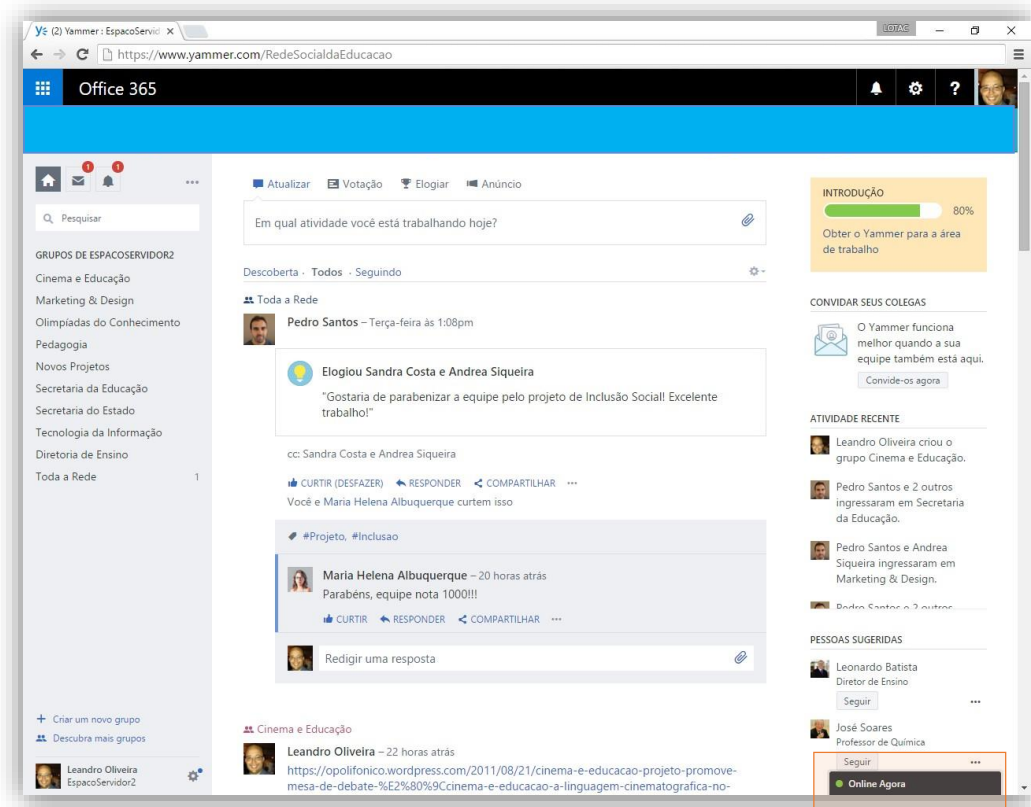 (2) Yammer : EspacoServid
LOTAC
https://www.yammer.com/RedeSocialdaEducacao
Office 365
1
1
Pesquisar
GRUPOS DE ESPACOSERVIDOR2
Cinema e Educação
Marketing & Design
Olimpíadas do Conhecimento
Pedagogia
Novos Projetos
Secretaria da Educação
Secretaria do Estado
Tecnologia da Informação
Diretoria de Ensino
Toda a Rede 1
+ Criar um novo grupo
Descubra mais grupos
Leandro Oliveira
EspacoServidor2
Atualizar Votação Elogiar Anúncio
Em qual atividade você está trabalhando hoje?
Descoberta · Todos · Seguindo
Toda a Rede
Pedro Santos – Terça-feira às 1:08pm
Elogiou Sandra Costa e Andrea Siqueira
"Gostaria de parabenizar a equipe pelo projeto de Inclusão Social! Excelente
trabalho!"
cc: Sandra Costa e Andrea Siqueira
CURTIR (DESFAZER) RESPONDER COMPARTILHAR ···
Você e Maria Helena Albuquerque curtem isso
#Projeto, #Inclusao
Maria Helena Albuquerque – 20 horas atrás
Parabéns, equipe nota 1000!!!
CURTIR RESPONDER COMPARTILHAR ···
Redigir uma resposta
Cinema e Educação
Leandro Oliveira – 22 horas atrás
https://opolifonico.wordpress.com/2011/08/21/cinema-e-educacao-projeto-promove-
mesa-de-debate-%E2%80%9Ccinema-e-educacao-a-linguagem-cinematografica-no-
INTRODUÇÃO
80%
Obter o Yammer para a área
de trabalho
CONVIDAR SEUS COLEGAS
O Yammer funciona
melhor quando a sua
equipe também está aqui.
Convide-os agora
ATIVIDADE RECENTE
Leandro Oliveira criou o
grupo Cinema e Educação.
Pedro Santos e 2 outros
ingressaram em Secretaria
da Educação.
Pedro Santos e Andrea
Siqueira ingressaram em
Marketing & Design.
Pedro Santos e 2 outros
PESSOAS SUGERIDAS
Leonardo Batista
Diretor de Ensino
Seguir
José Soares
Professor de Química
Seguir
Online Agora